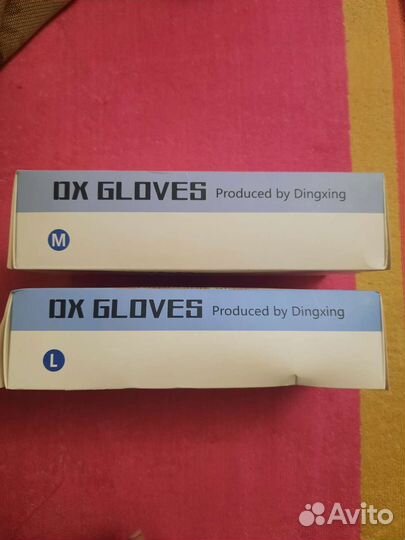 DX GLOVES Produced by Dingxing
M
DX GLOVES Produced by Dingxing
L
Avito